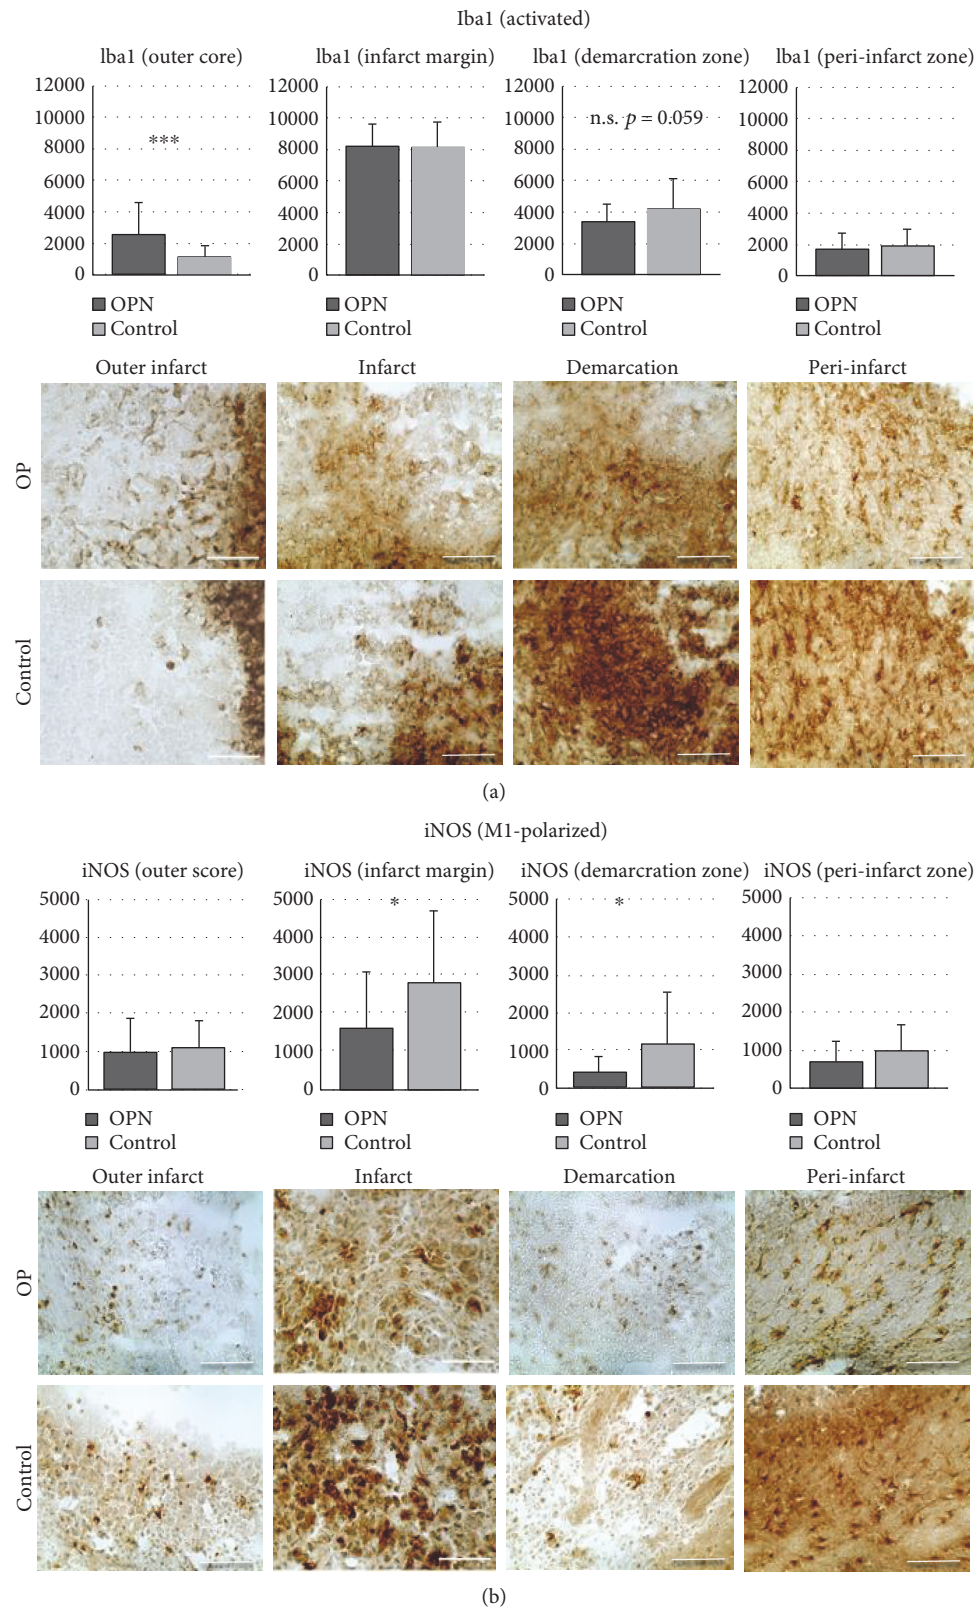 Iba1 (activated)
lba1 (outer core)
lba1 (infarct margin)
lba1 (demarcration zone)
lba1 (peri-infarct zone)
12000
10000
8000
6000
4000
2000
0
***
12000
10000
8000
6000
4000
2000
0
12000
10000
8000
6000
4000
2000
0
n.s. p = 0.059
12000
10000
8000
6000
4000
2000
0
OPN
Control
OPN
Control
OPN
Control
OPN
Control
Outer infarct
Infarct
Demarcation
Peri-infarct
OP
Control
(a)
iNOS (M1-polarized)
iNOS (outer score)
iNOS (infarct margin)
iNOS (demarcration zone)
iNOS (peri-infarct zone)
5000
4000
3000
2000
1000
0
5000
4000
3000
2000
1000
0
*
5000
4000
3000
2000
1000
0
*
5000
4000
3000
2000
1000
0
OPN
Control
OPN
Control
OPN
Control
OPN
Control
Outer infarct
Infarct
Demarcation
Peri-infarct
OP
Control
(b)